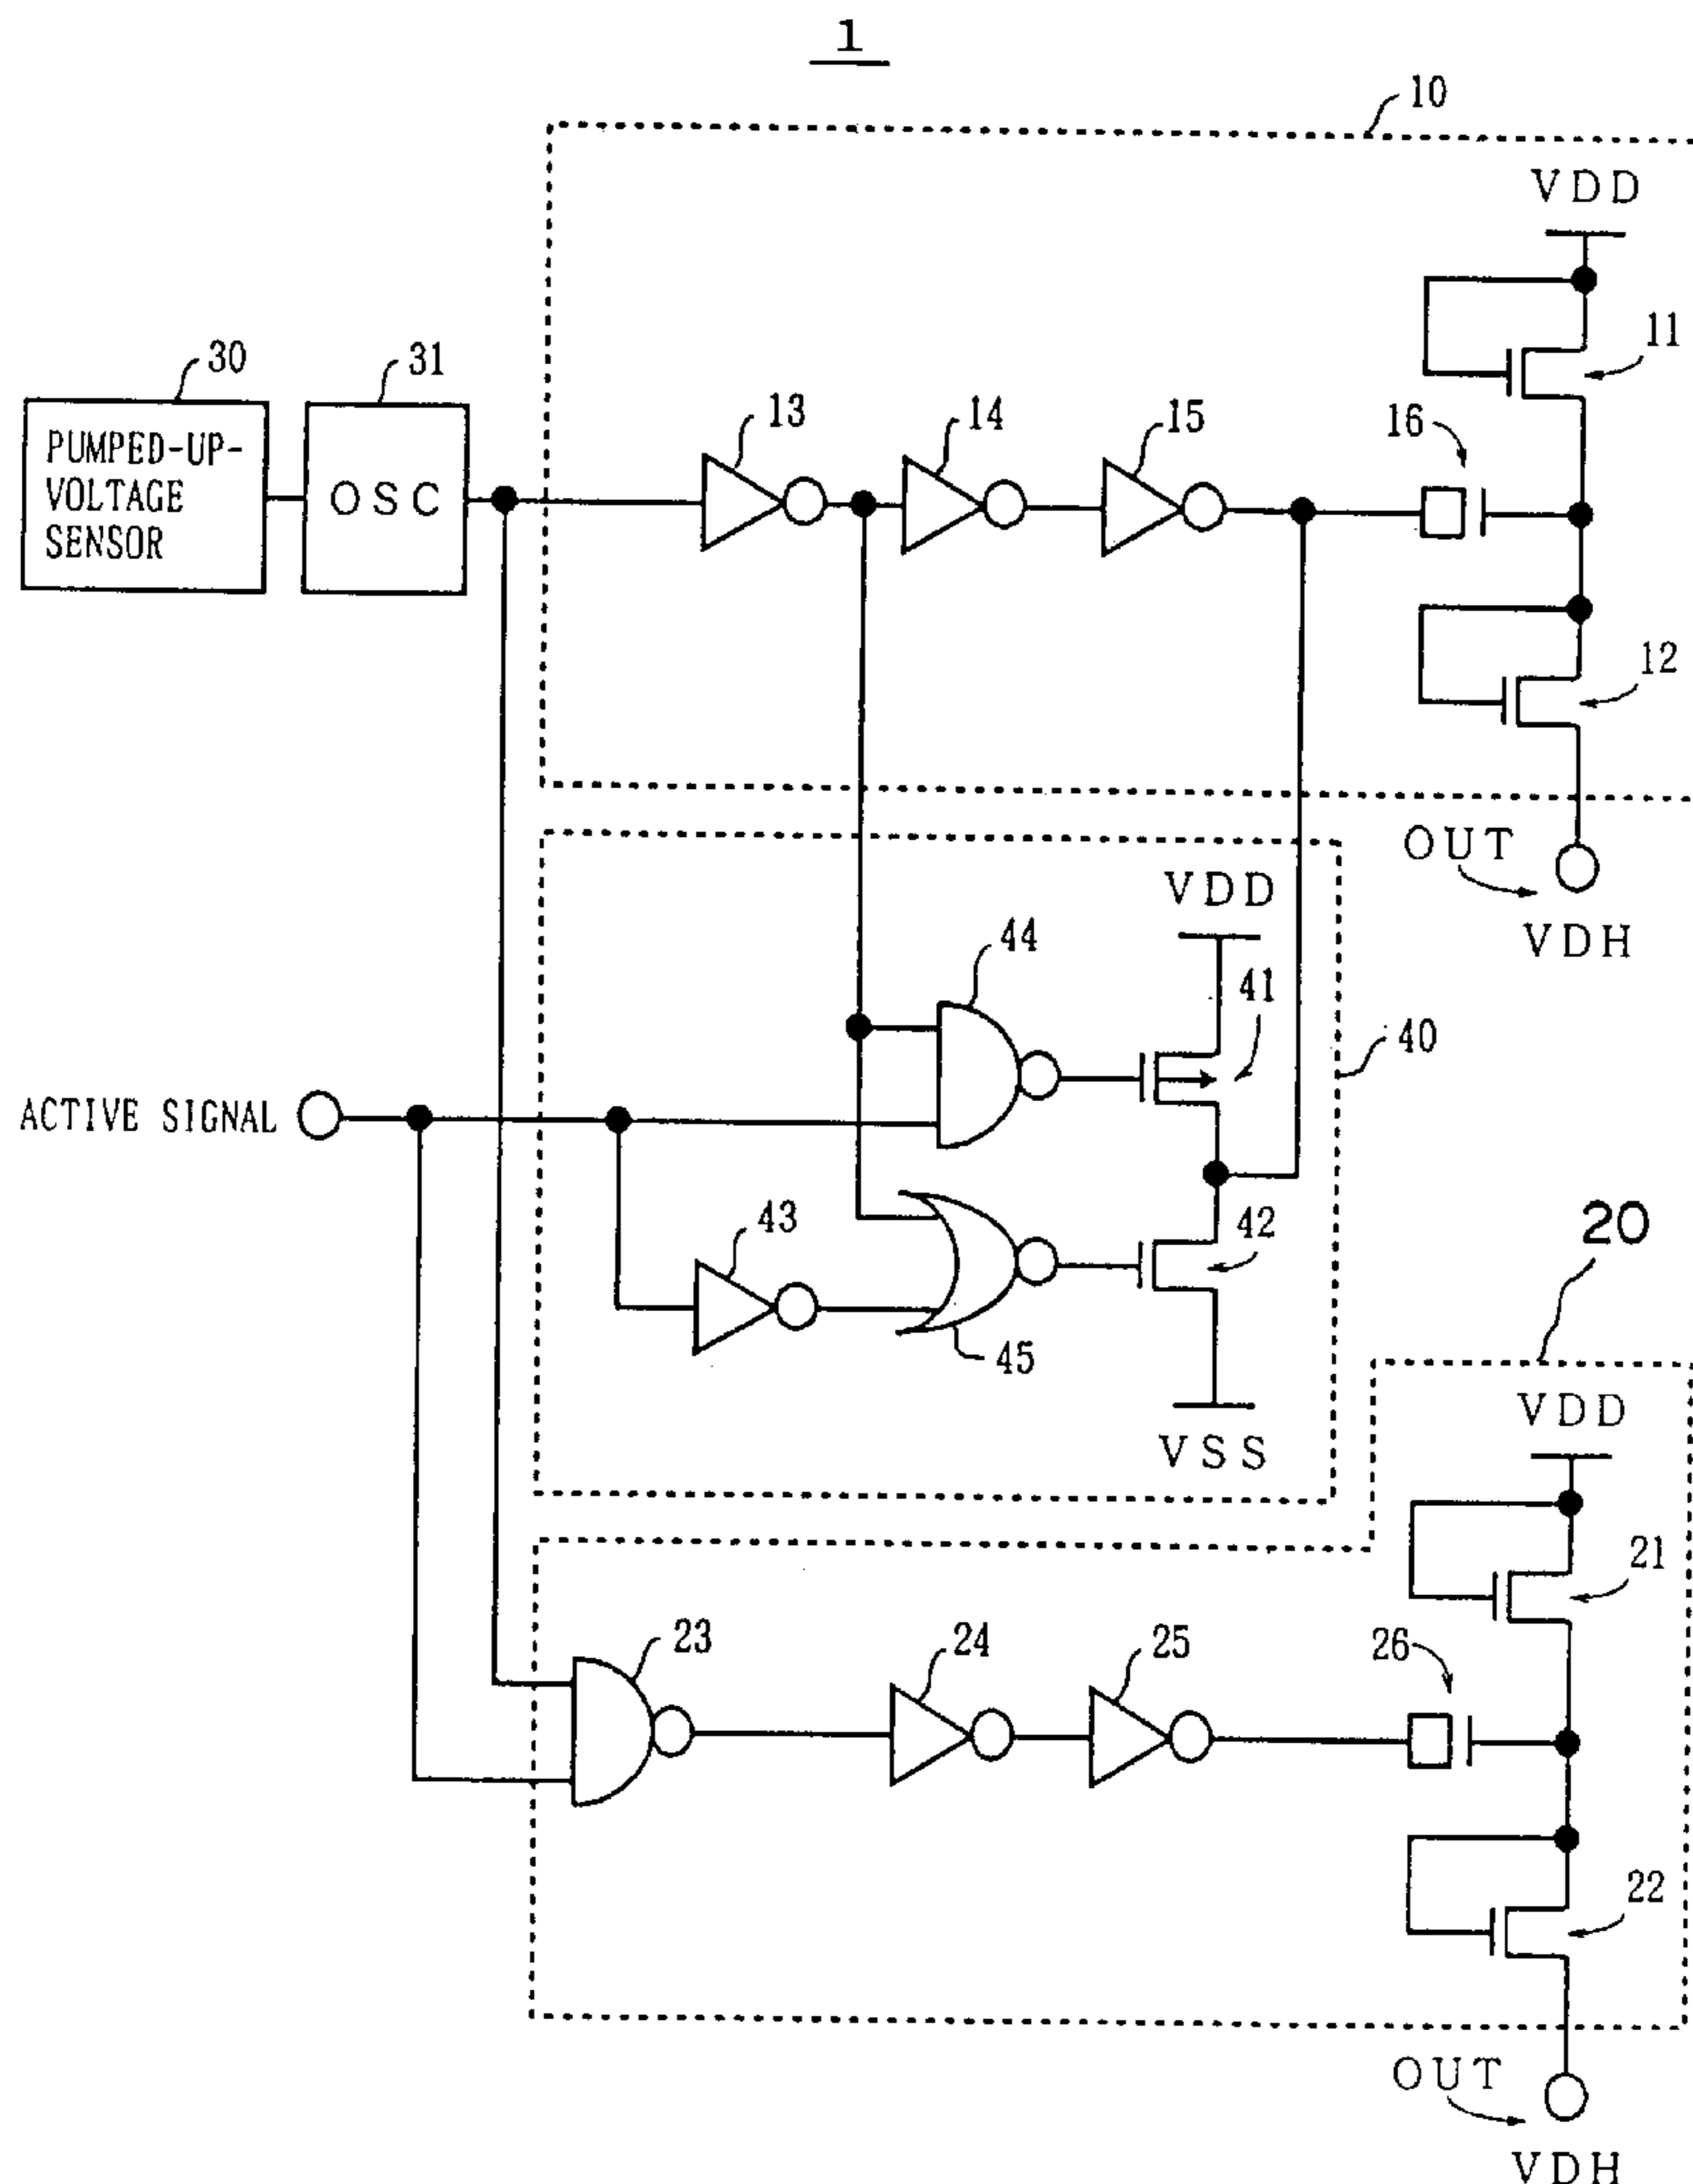 1
10
VDD
11
30
31
13
14
15
16
PUMPED-UP-
VOLTAGE
SENSOR
OSC
12
OUT
VDH
VDD
44
41
40
ACTIVE SIGNAL
43
42
20
45
VSS
VDD
21
23
24
25
26
22
OUT
VDH